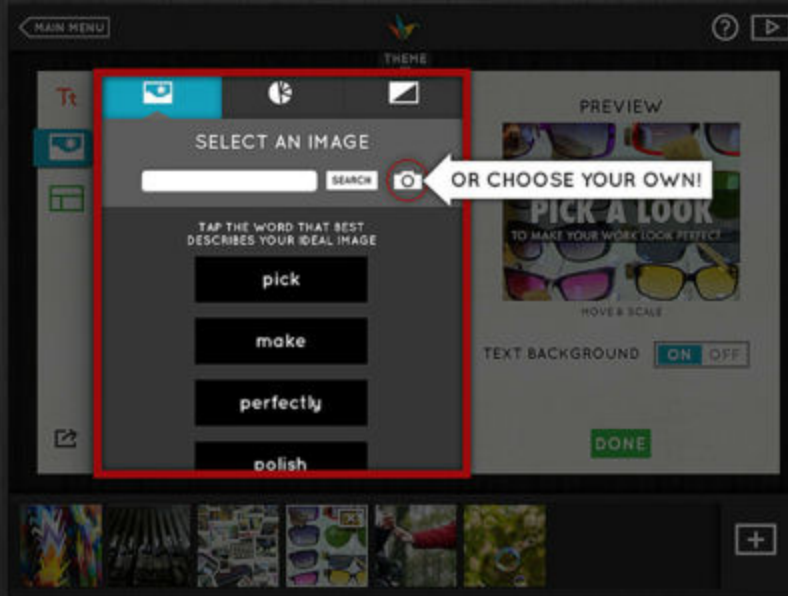 MAIN MENU
THEME
Tt
SELECT AN IMAGE
SEARCH
OR CHOOSE YOUR OWN!
TAP THE WORD THAT BEST
DESCRIBES YOUR IDEAL IMAGE
pick
make
perfectly
polish
PREVIEW
PICK A LOOK
TO MAKE YOUR WORK LOOK PERFECT
MOVE & SCALE
TEXT BACKGROUND ON OFF
DONE